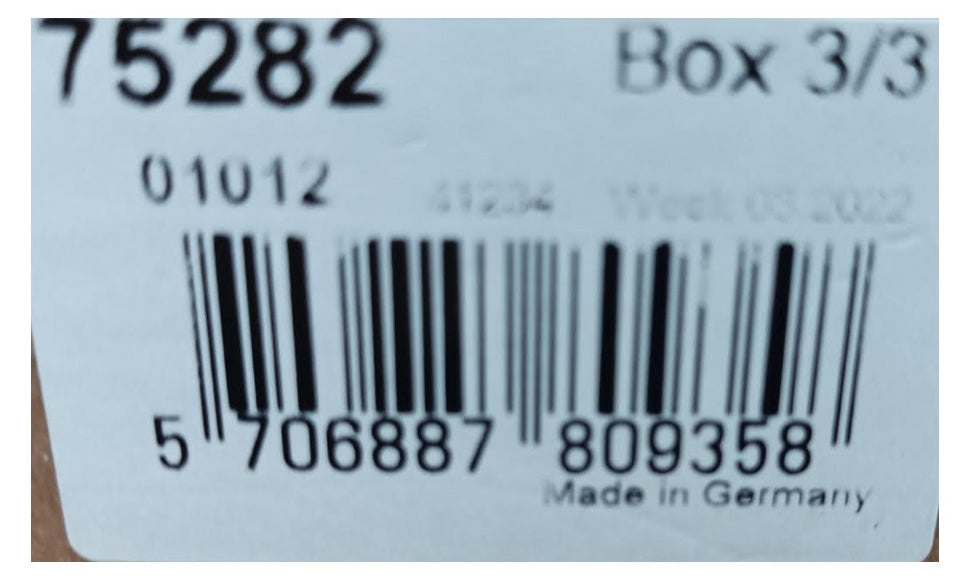 75282 Box 3/3
01012 41234 Week 03 2022
5 706887 809358
Made in Germany